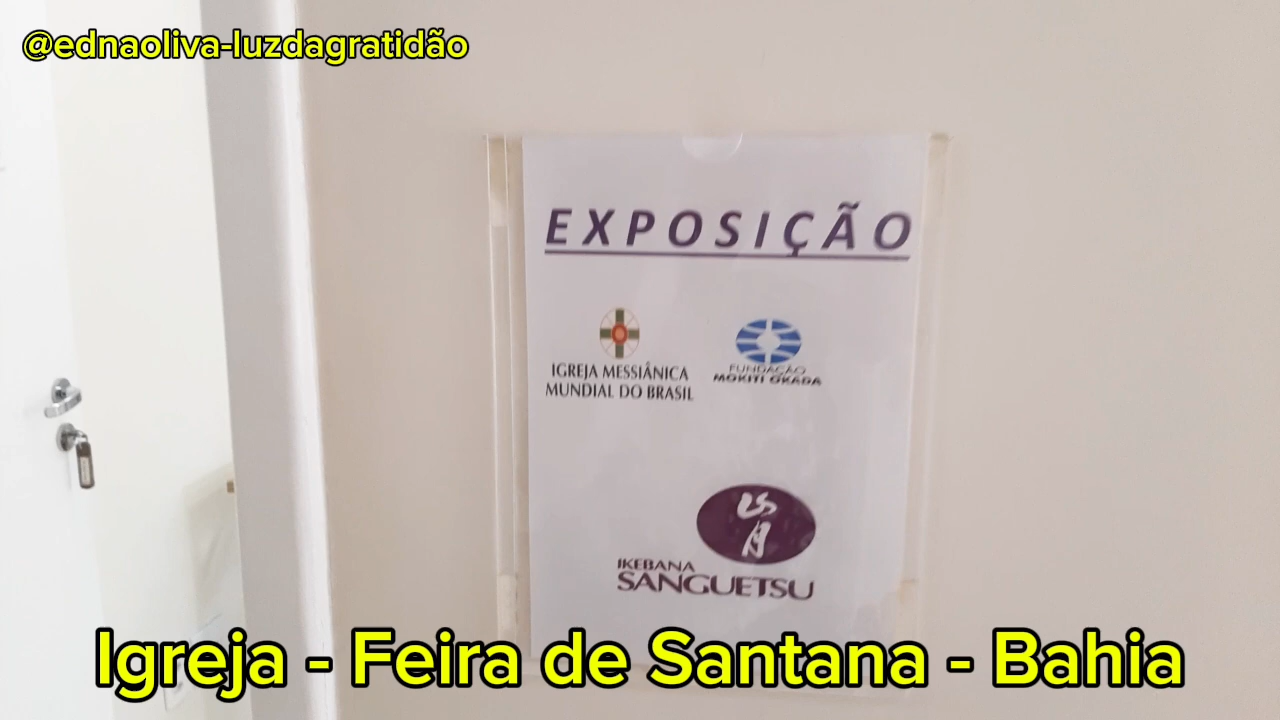 @ednaoliva-luzdagratidão
EXPOSIÇÃO
IGREJA MESSIÂNICA
MUNDIAL DO BRASIL
FUNDAÇÃO
MOKITI OKADA
IKEBANA
SANGUETSU
Igreja - Feira de Santana - Bahia